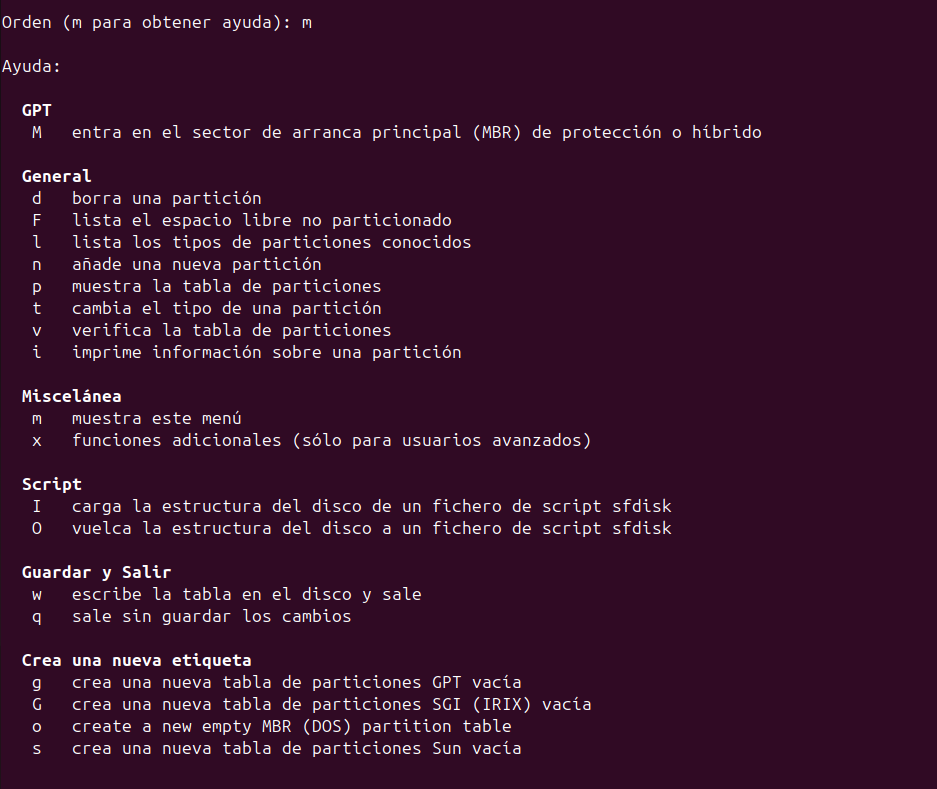 Orden (m para obtener ayuda): m
Ayuda:
GPT
M entra en el sector de arranca principal (MBR) de protección o híbrido
General
d borra una partición
F lista el espacio libre no particionado
l lista los tipos de particiones conocidos
n añade una nueva partición
p muestra la tabla de particiones
t cambia el tipo de una partición
v verifica la tabla de particiones
i imprime información sobre una partición
Miscelánea
m muestra este menú
x funciones adicionales (sólo para usuarios avanzados)
Script
I carga la estructura del disco de un fichero de script sfdisk
O vuelca la estructura del disco a un fichero de script sfdisk
Guardar y Salir
w escribe la tabla en el disco y sale
q sale sin guardar los cambios
Crea una nueva etiqueta
g crea una nueva tabla de particiones GPT vacía
G crea una nueva tabla de particiones SGI (IRIX) vacía
o create a new empty MBR (DOS) partition table
s crea una nueva tabla de particiones Sun vacía